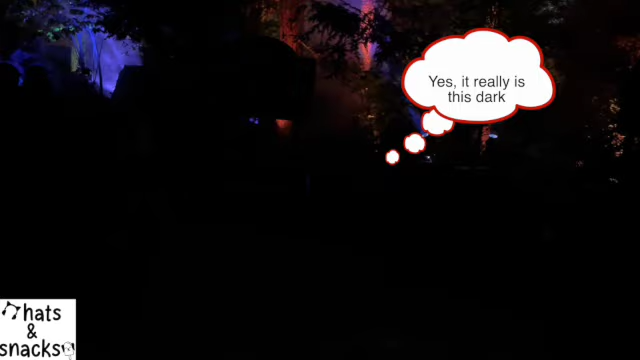 Yes, it really is
this dark
hats
&
snacks